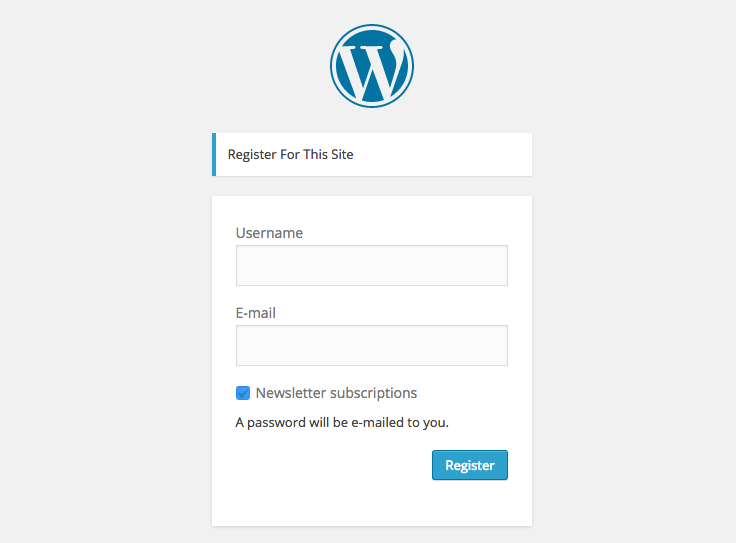 Register For This Site
Username
E-mail
Newsletter subscriptions
A password will be e-mailed to you.
Register